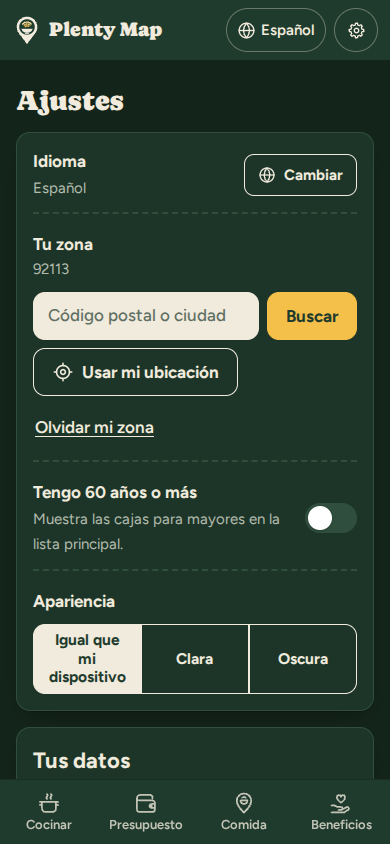 Plenty Map
Español
Ajustes
Idioma
Español
Cambiar
Tu zona
92113
Código postal o ciudad
Buscar
Usar mi ubicación
Olvidar mi zona
Tengo 60 años o más
Muestra las cajas para mayores en la
lista principal.
Apariencia
Igual que
mi
dispositivo
Clara
Oscura
Tus datos
Cocinar
Presupuesto
Comida
Beneficios